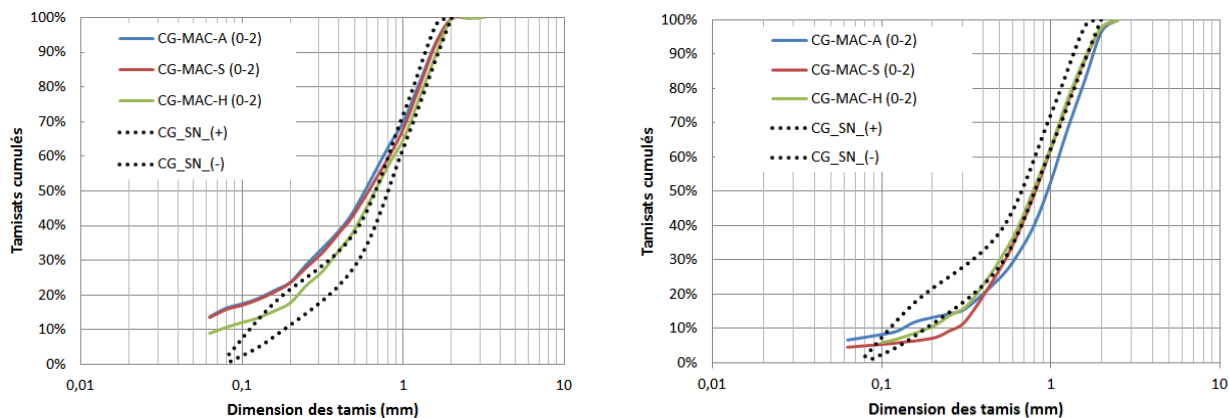 100%
90%
80%
70%
60%
50%
40%
30%
20%
10%
0%
Tamisats cumulés
CG-MAC-A (0-2)
CG-MAC-S (0-2)
CG-MAC-H (0-2)
CG_SN_(+)
CG_SN_(-)
0,01
0,1
1
10
Dimension des tamis (mm)
100%
90%
80%
70%
60%
50%
40%
30%
20%
10%
0%
Tamisats cumulés
CG-MAC-A (0-2)
CG-MAC-S (0-2)
CG-MAC-H (0-2)
CG_SN_(+)
CG_SN_(-)
0,01
0,1
1
10
Dimension des tamis (mm)